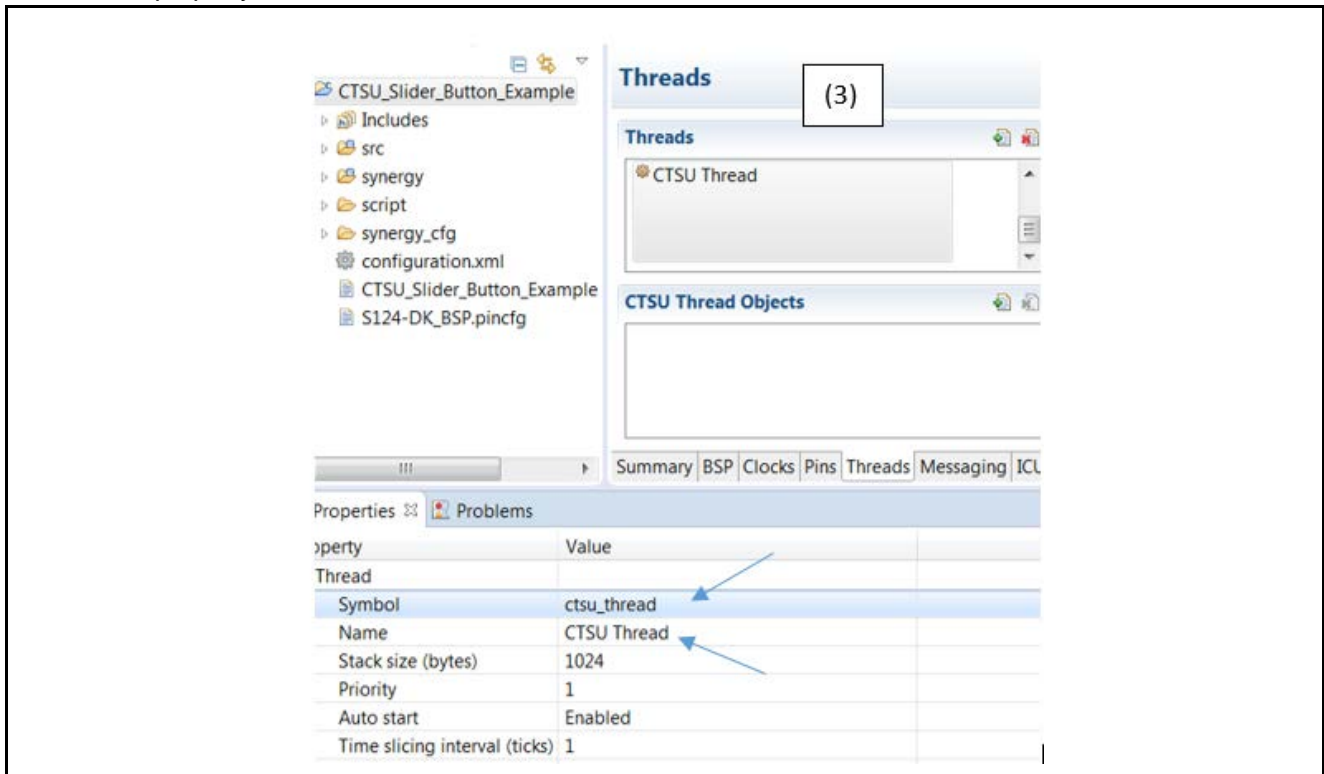 CTSU_Slider_Button_Example
Includes
src
synergy
script
synergy_cfg
configuration.xml
CTSU_Slider_Button_Example
S124-DK_BSP.pincfg
Threads
(3)
Threads
CTSU Thread
CTSU Thread Objects
Summary BSP Clocks Pins Threads Messaging ICU
Properties Problems
operty Value
Thread
Symbol ctsu_thread
Name CTSU Thread
Stack size (bytes) 1024
Priority 1
Auto start Enabled
Time slicing interval (ticks) 1